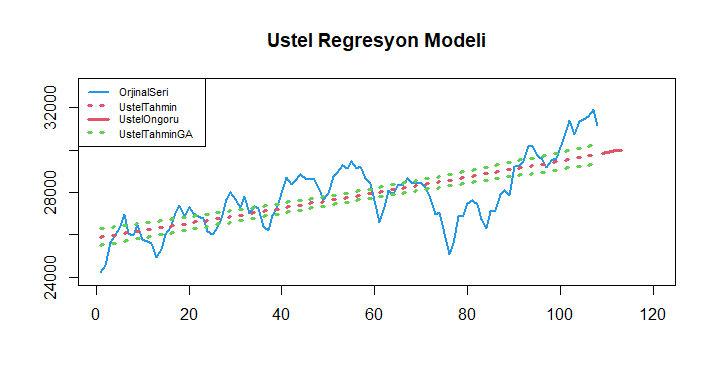 Ustel Regresyon Modeli
OrjinalSeri
UstelTahmin
UstelOngoru
UstelTahminGA
32000
28000
24000
0 20 40 60 80 100 120